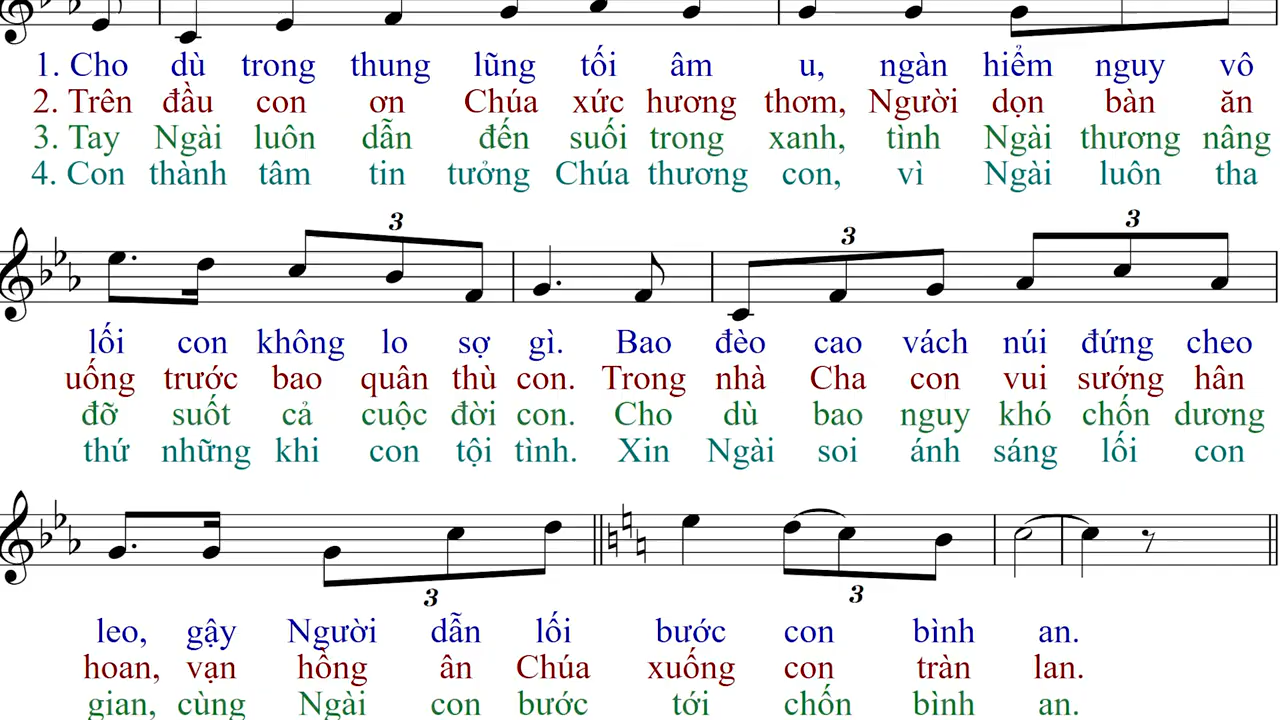 1. Cho dù trong thung lũng tối âm u, ngàn hiểm nguy vô
2. Trên đầu con ơn Chúa xức hương thơm, Người dọn bàn ăn
3. Tay Ngài luôn dẫn đến suối trong xanh, tình Ngài thương nâng
4. Con thành tâm tin tưởng Chúa thương con, vì Ngài luôn tha
3
3
3
lối con không lo sợ gì. Bao đèo cao vách núi đứng cheo
uống trước bao quân thù con. Trong nhà Cha con vui sướng hân
đỡ suốt cả cuộc đời con. Cho dù bao nguy khó chốn dương
thứ những khi con tội tình. Xin Ngài soi ánh sáng lối con
3
3
leo, gậy Người dẫn lối bước con bình an.
hoan, vạn hồng ân Chúa xuống con tràn lan.
gian, cùng Ngài con bước tới chốn bình an.